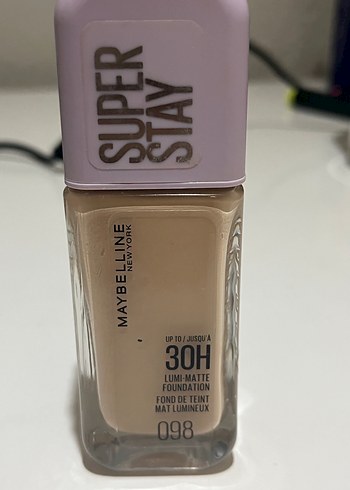 SUPER
STAY
MAYBELLINE
NEW YORK
UP TO / JUSQU'À
30H
LUMI-MATTE
FOUNDATION
FOND DE TEINT
MAT LUMINEUX
098